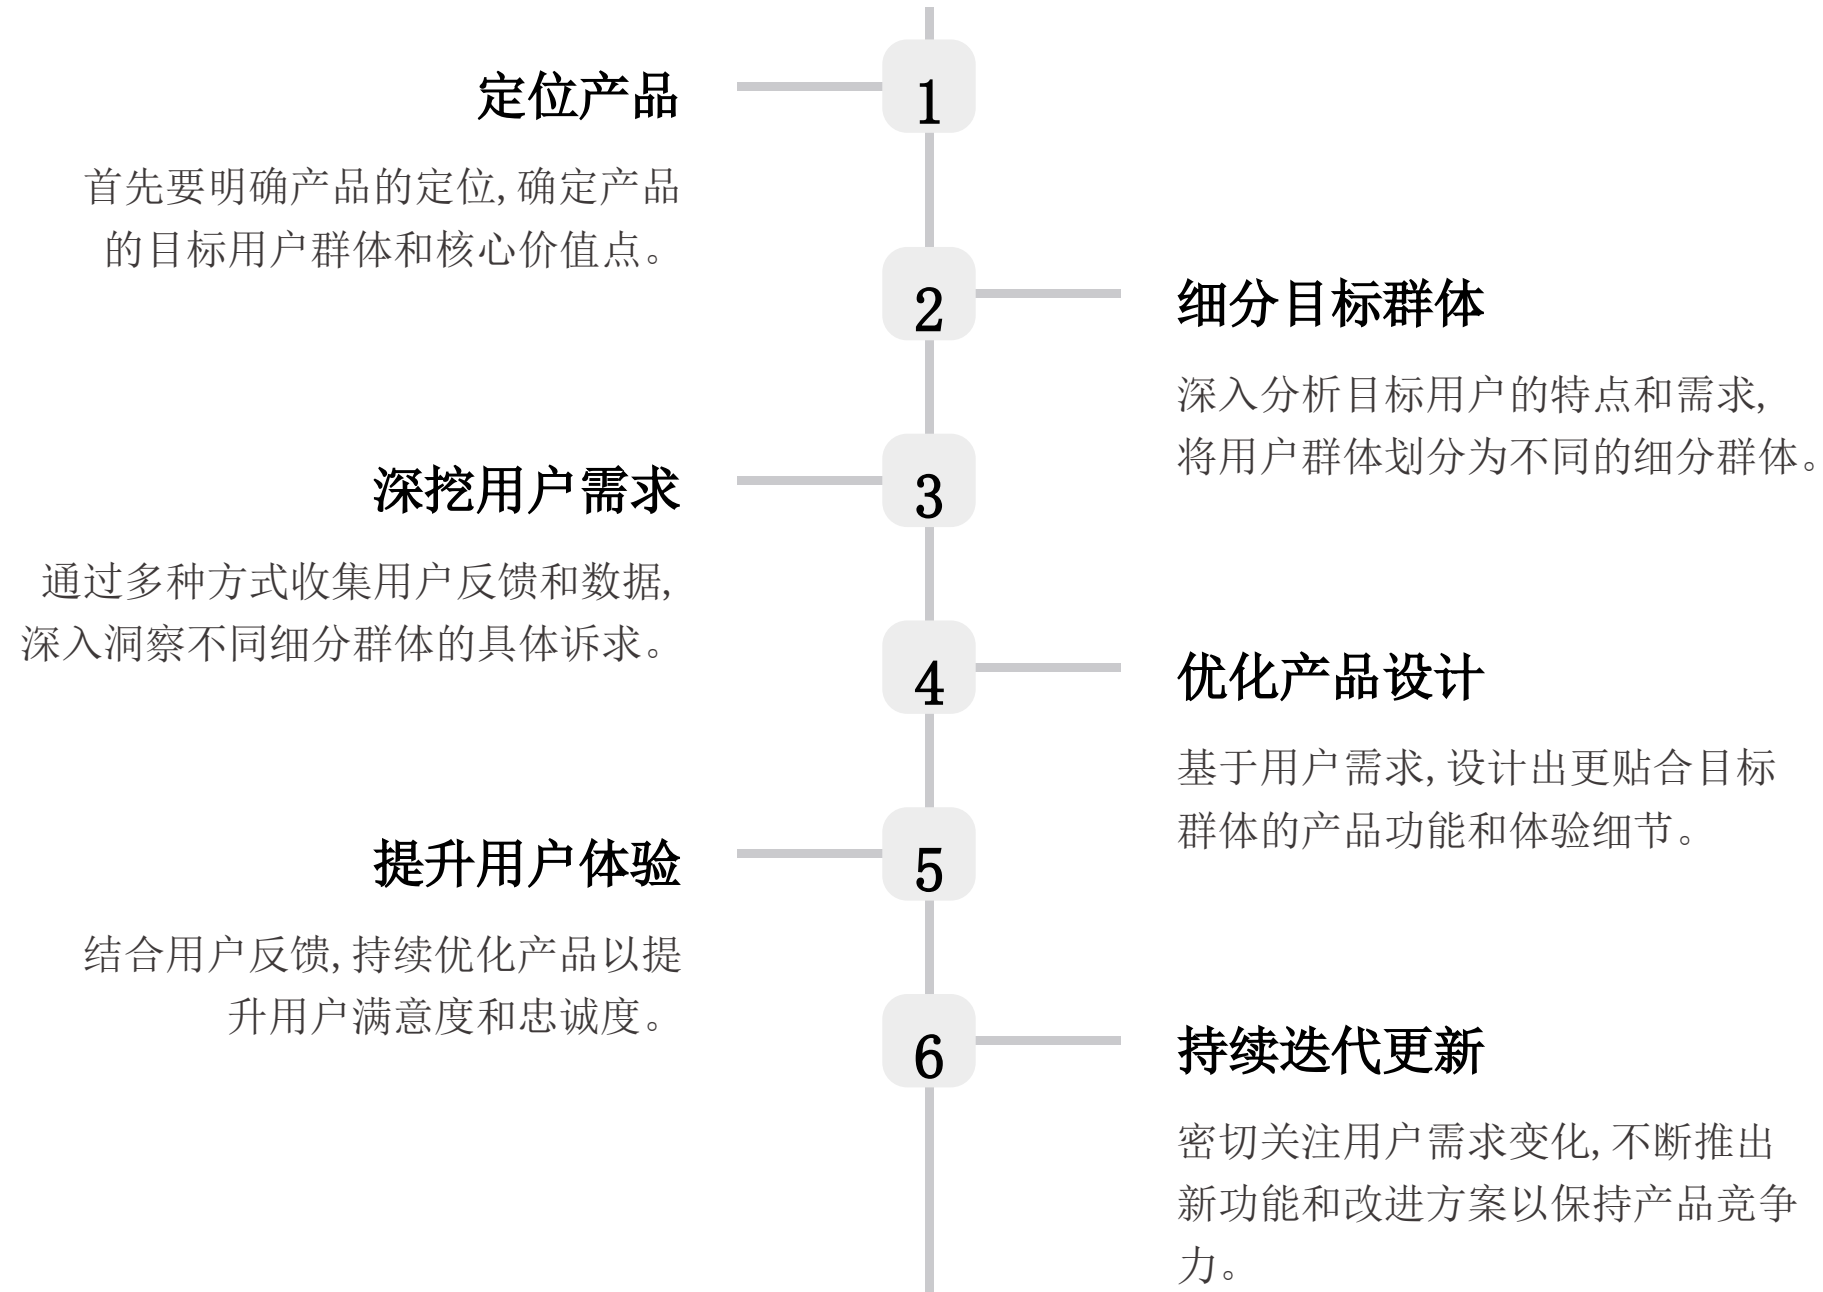 1
定位产品
首先要明确产品的定位,确定产品
的目标用户群体和核心价值点。
2
细分目标群体
深入分析目标用户的特点和需求,
将用户群体划分为不同的细分群体。
3
深挖用户需求
通过多种方式收集用户反馈和数据,
深入洞察不同细分群体的具体诉求。
4
优化产品设计
基于用户需求,设计出更贴合目标
群体的产品功能和体验细节。
5
提升用户体验
结合用户反馈,持续优化产品以提
升用户满意度和忠诚度。
6
持续迭代更新
密切关注用户需求变化,不断推出
新功能和改进方案以保持产品竞争
力。